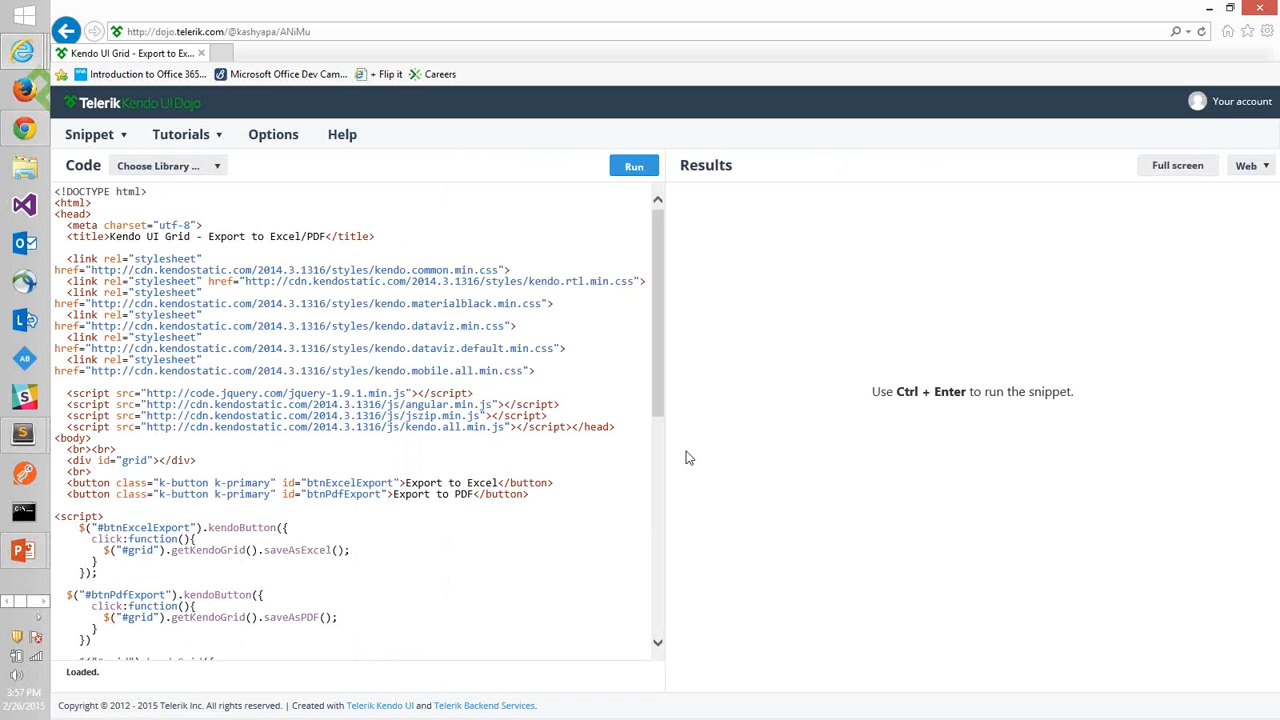 http://dojo.telerik.com/@kashyapa/ANiMu
Kendo UI Grid - Export to Ex...
Introduction to Office 365... Microsoft Office Dev Cam... + Flip it Careers
Telerik Kendo UI Dojo
Your account
Snippet Tutorials Options Help
Code Choose Library ... Run Results Full screen Web
<!DOCTYPE html>
<html>
<head>
<meta charset="utf-8">
<title>Kendo UI Grid - Export to Excel/PDF</title>
<link rel="stylesheet"
href="http://cdn.kendostatic.com/2014.3.1316/styles/kendo.common.min.css">
<link rel="stylesheet" href="http://cdn.kendostatic.com/2014.3.1316/styles/kendo.rtl.min.css">
<link rel="stylesheet"
href="http://cdn.kendostatic.com/2014.3.1316/styles/kendo.materialblack.min.css">
<link rel="stylesheet"
href="http://cdn.kendostatic.com/2014.3.1316/styles/kendo.dataviz.min.css">
<link rel="stylesheet"
href="http://cdn.kendostatic.com/2014.3.1316/styles/kendo.dataviz.default.min.css">
<link rel="stylesheet"
href="http://cdn.kendostatic.com/2014.3.1316/styles/kendo.mobile.all.min.css">
<script src="http://code.jquery.com/jquery-1.9.1.min.js"></script>
<script src="http://cdn.kendostatic.com/2014.3.1316/js/angular.min.js"></script>
<script src="http://cdn.kendostatic.com/2014.3.1316/js/jszip.min.js"></script>
<script src="http://cdn.kendostatic.com/2014.3.1316/js/kendo.all.min.js"></script></head>
<body>
<br><br>
<div id="grid"></div>
<br>
<button class="k-button k-primary" id="btnExcelExport">Export to Excel</button>
<button class="k-button k-primary" id="btnPdfExport">Export to PDF</button>
<script>
$("#btnExcelExport").kendoButton({
click:function(){
$("#grid").getKendoGrid().saveAsExcel();
}
});
$("#btnPdfExport").kendoButton({
click:function(){
$("#grid").getKendoGrid().saveAsPDF();
}
})
Use Ctrl + Enter to run the snippet.
Loaded.
Copyright © 2012 - 2015 Telerik Inc. All rights reserved. | Created with Telerik Kendo UI and Telerik Backend Services.
3:57 PM
2/26/2015